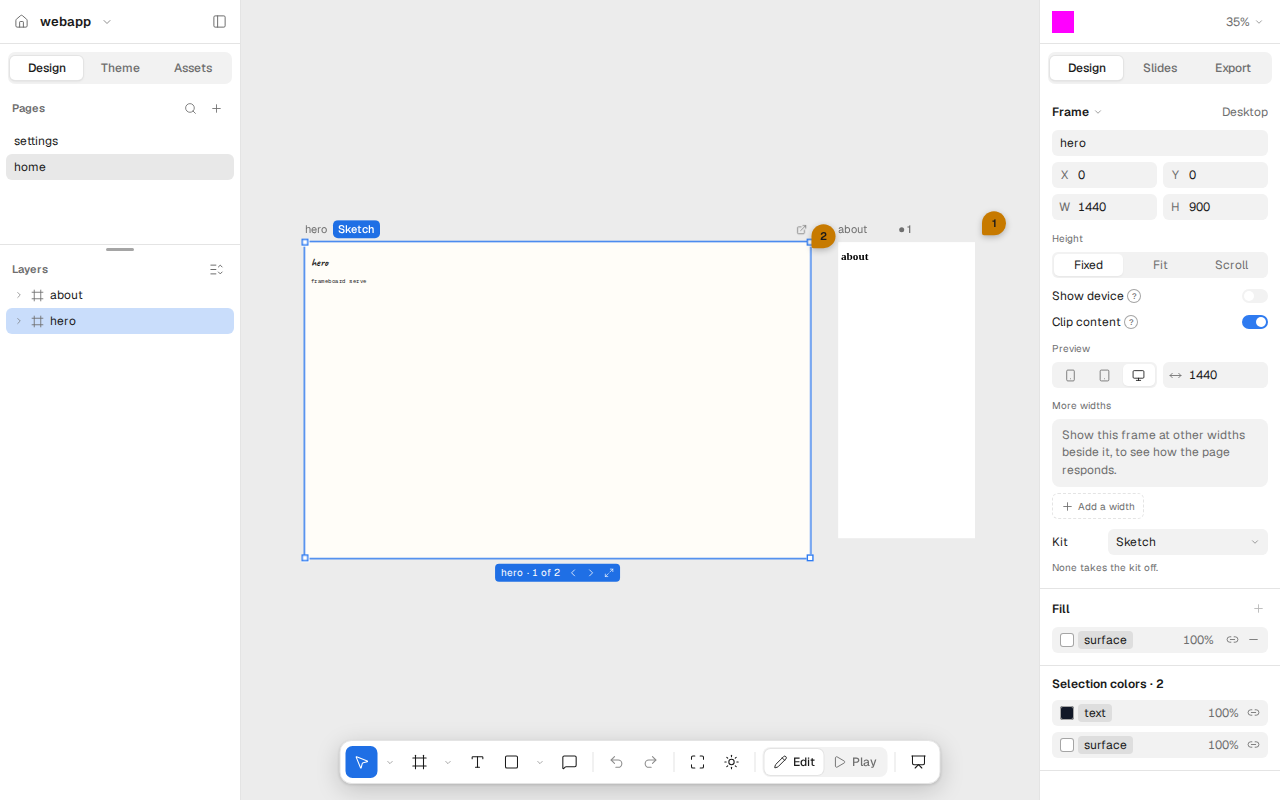 webapp
Design
Theme
Assets
Pages
settings
home
Layers
about
hero
hero
Sketch
2
about
1
1
hero
frameboard serve
about
hero · 1 of 2
Edit
Play
35%
Design
Slides
Export
Frame
Desktop
hero
X 0
Y 0
W 1440
H 900
Height
Fixed
Fit
Scroll
Show device ?
Clip content ?
Preview
1440
More widths
Show this frame at other widths
beside it, to see how the page
responds.
Add a width
Kit
Sketch
None takes the kit off.
Fill
surface
100%
Selection colors · 2
text
100%
surface
100%